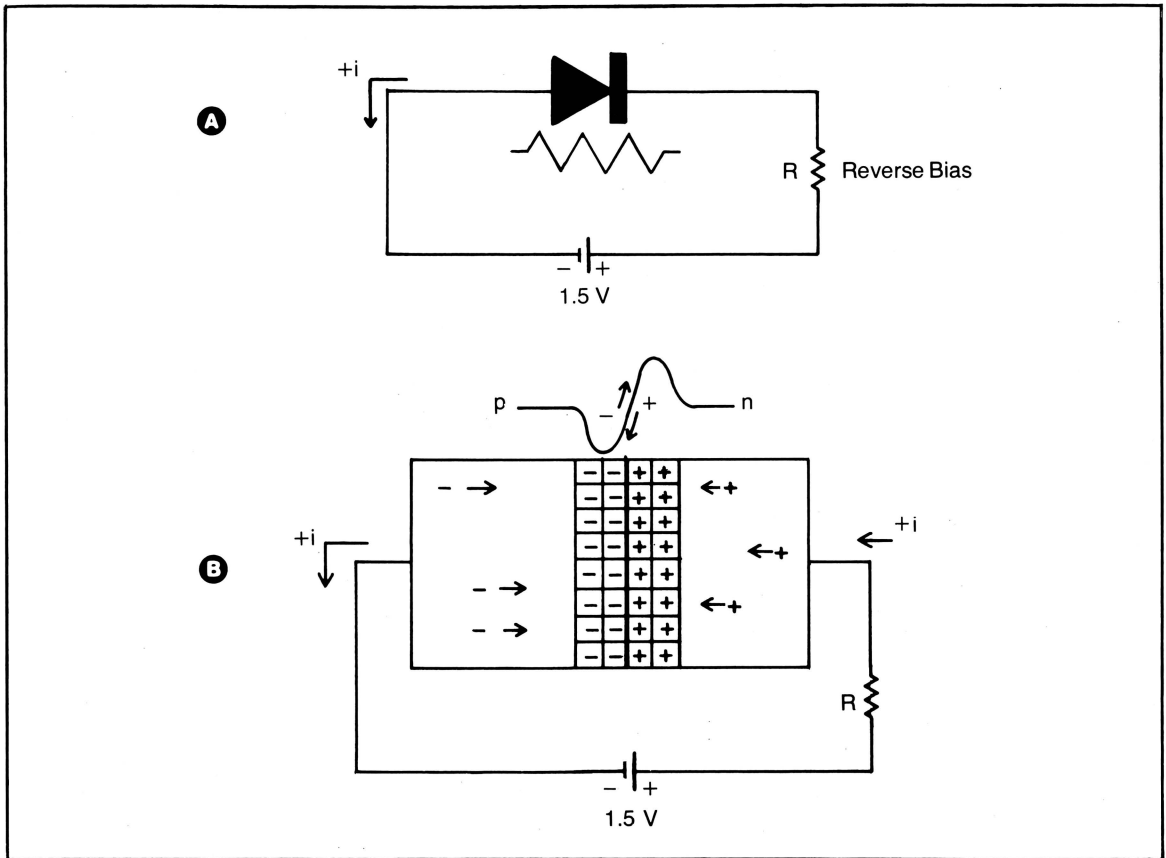 A
+i
R Reverse Bias
− +
1.5 V
p − + n
− − + +
− − + +
− − + +
− − + +
− − + +
− − + +
− − + +
− − + +
− → ← +
← +
− → ← +
− →
B
+i
+i
R
− +
1.5 V